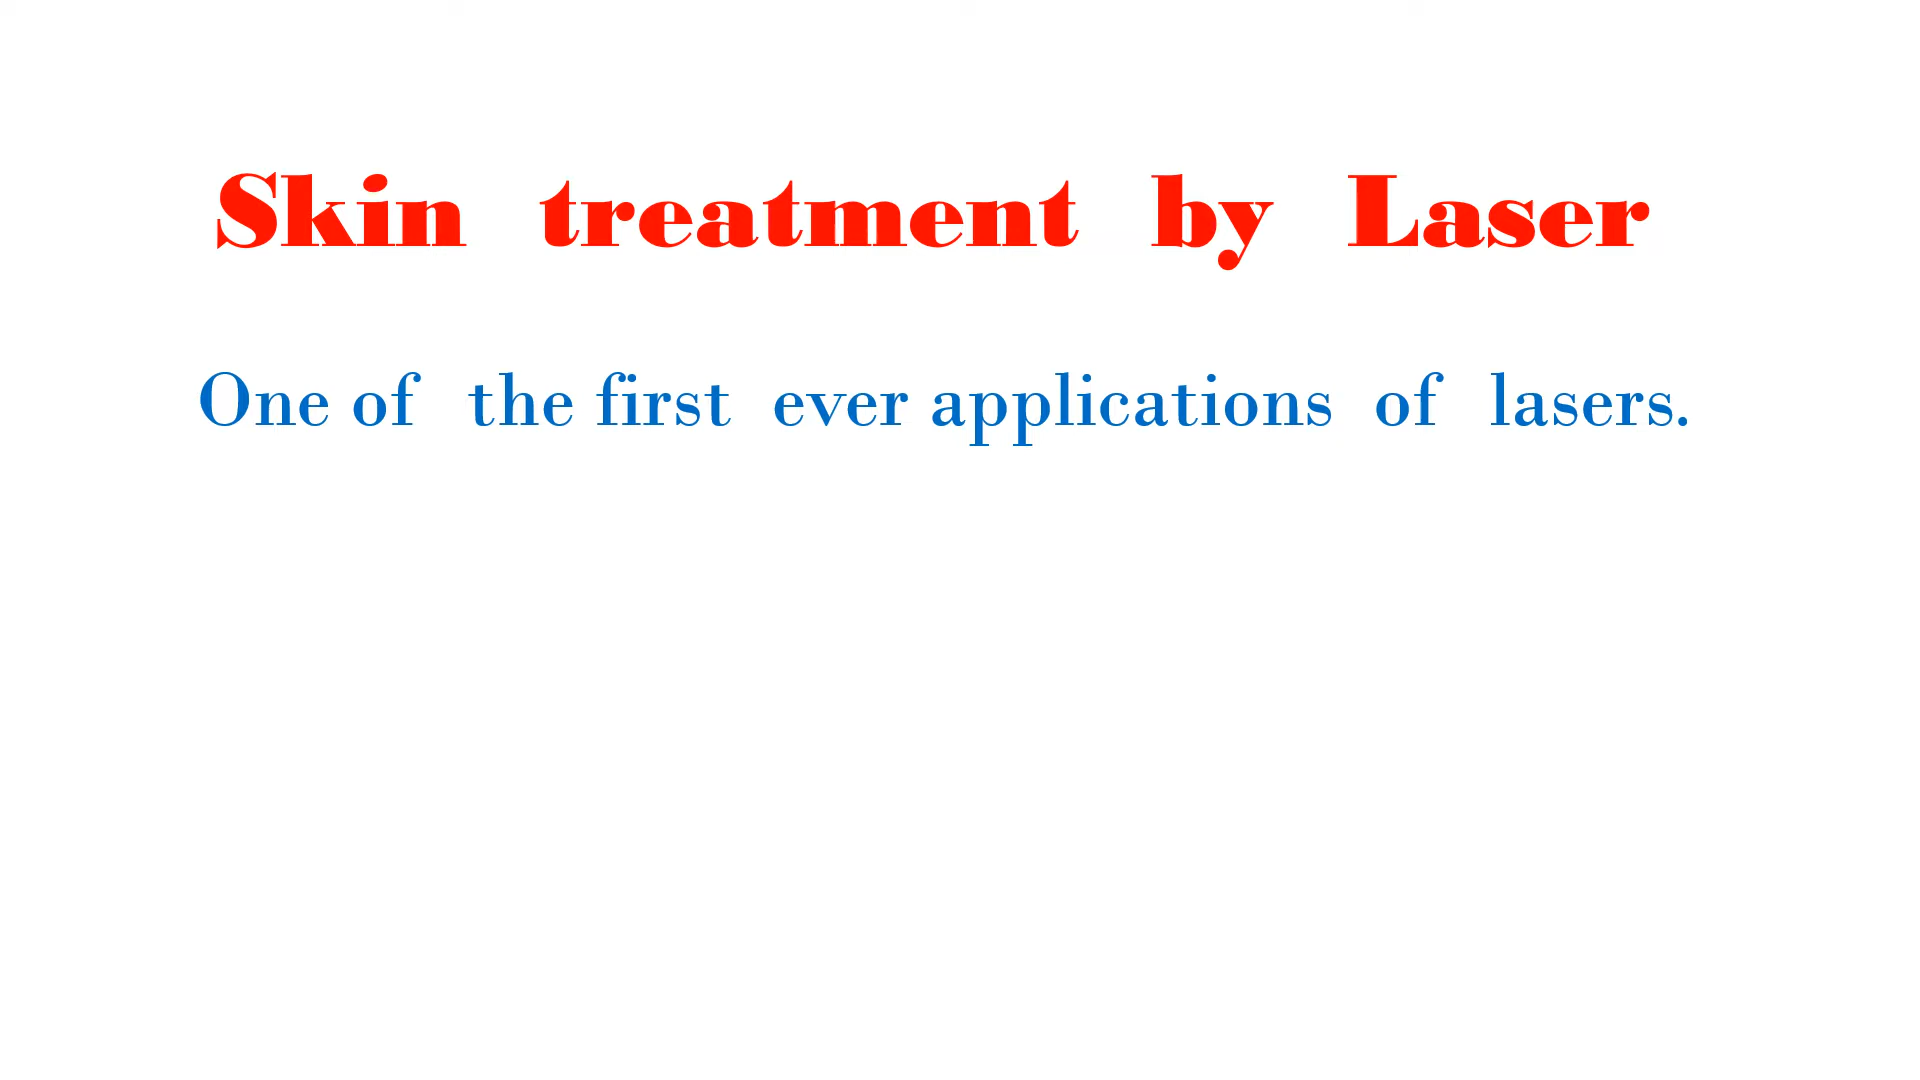 Skin treatment by Laser
One of the first ever applications of lasers.